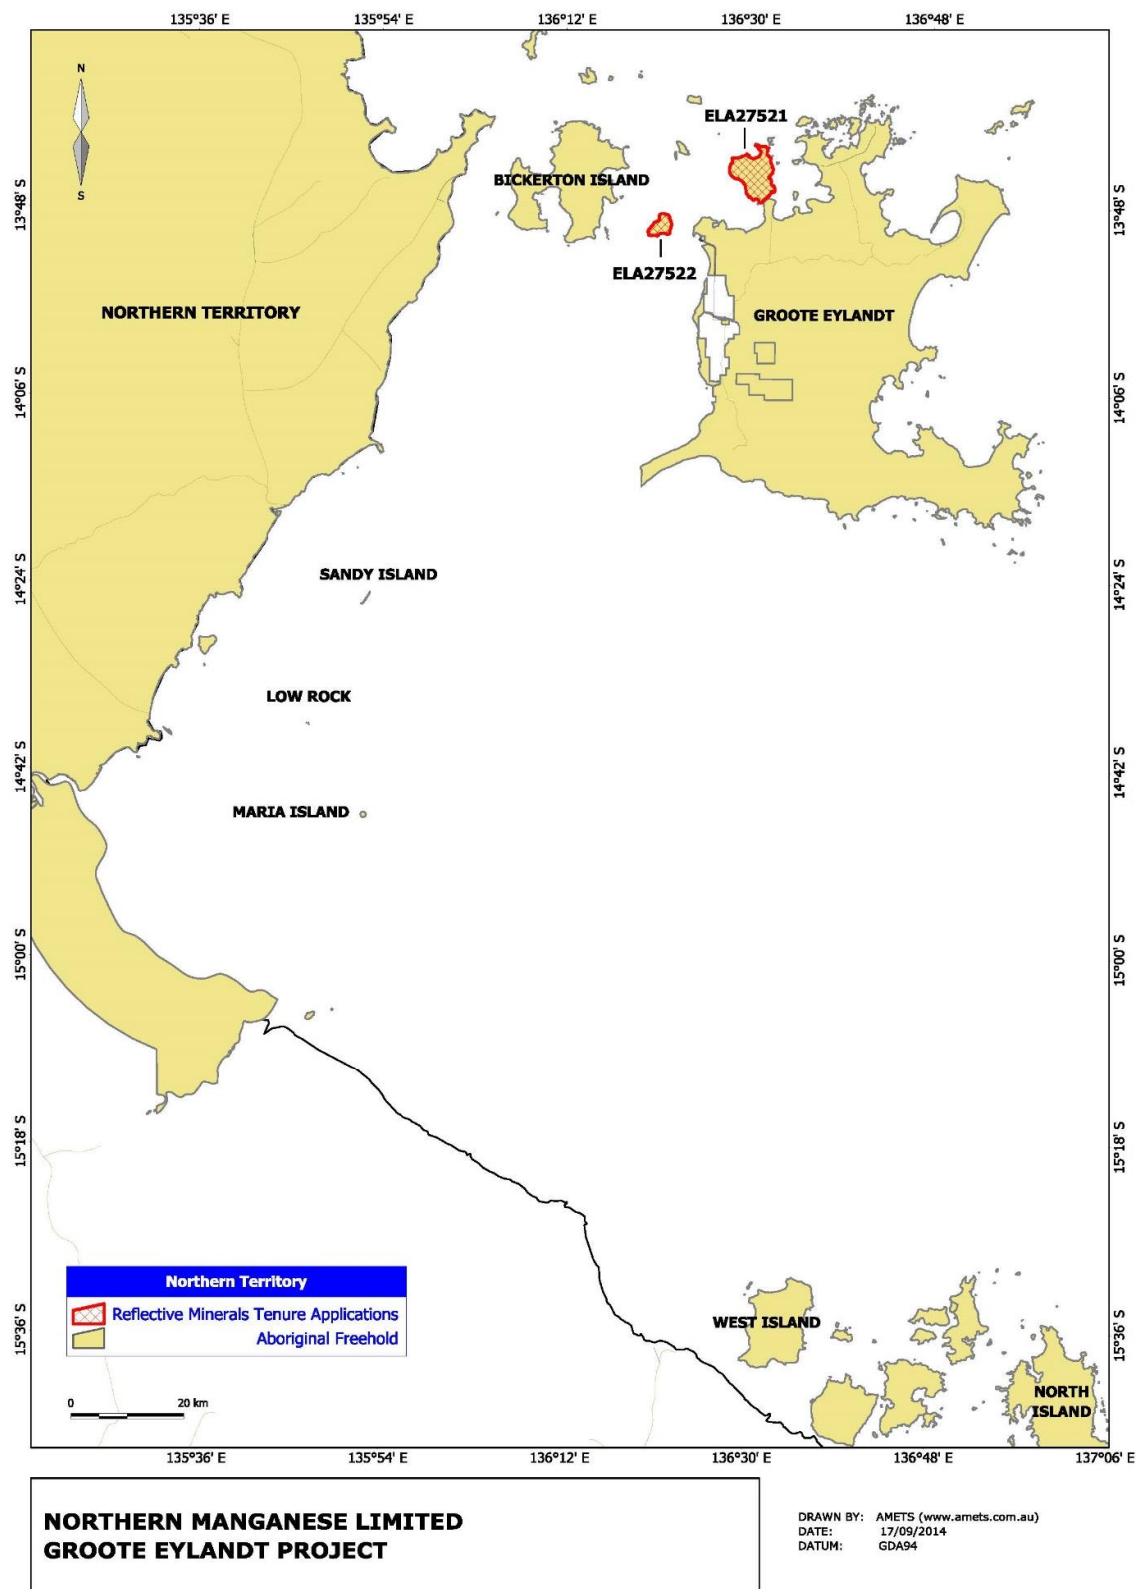 135°36' E
135°54' E
136°12' E
136°30' E
136°48' E
N
S
ELA27521
BICKERTON ISLAND
13°48' S
13°48' S
ELA27522
NORTHERN TERRITORY
GROOTE EYLANDT
14°06' S
14°06' S
SANDY ISLAND
14°24' S
14°24' S
LOW ROCK
14°42' S
14°42' S
MARIA ISLAND
15°00' S
15°00' S
15°18' S
15°18' S
Northern Territory
Reflective Minerals Tenure Applications
Aboriginal Freehold
WEST ISLAND
15°36' S
15°36' S
NORTH
ISLAND
0 20 km
135°36' E
135°54' E
136°12' E
136°30' E
136°48' E
137°06' E
NORTHERN MANGANESE LIMITED
GROOTE EYLANDT PROJECT
DRAWN BY: AMETS (www.amets.com.au)
DATE: 17/09/2014
DATUM: GDA94